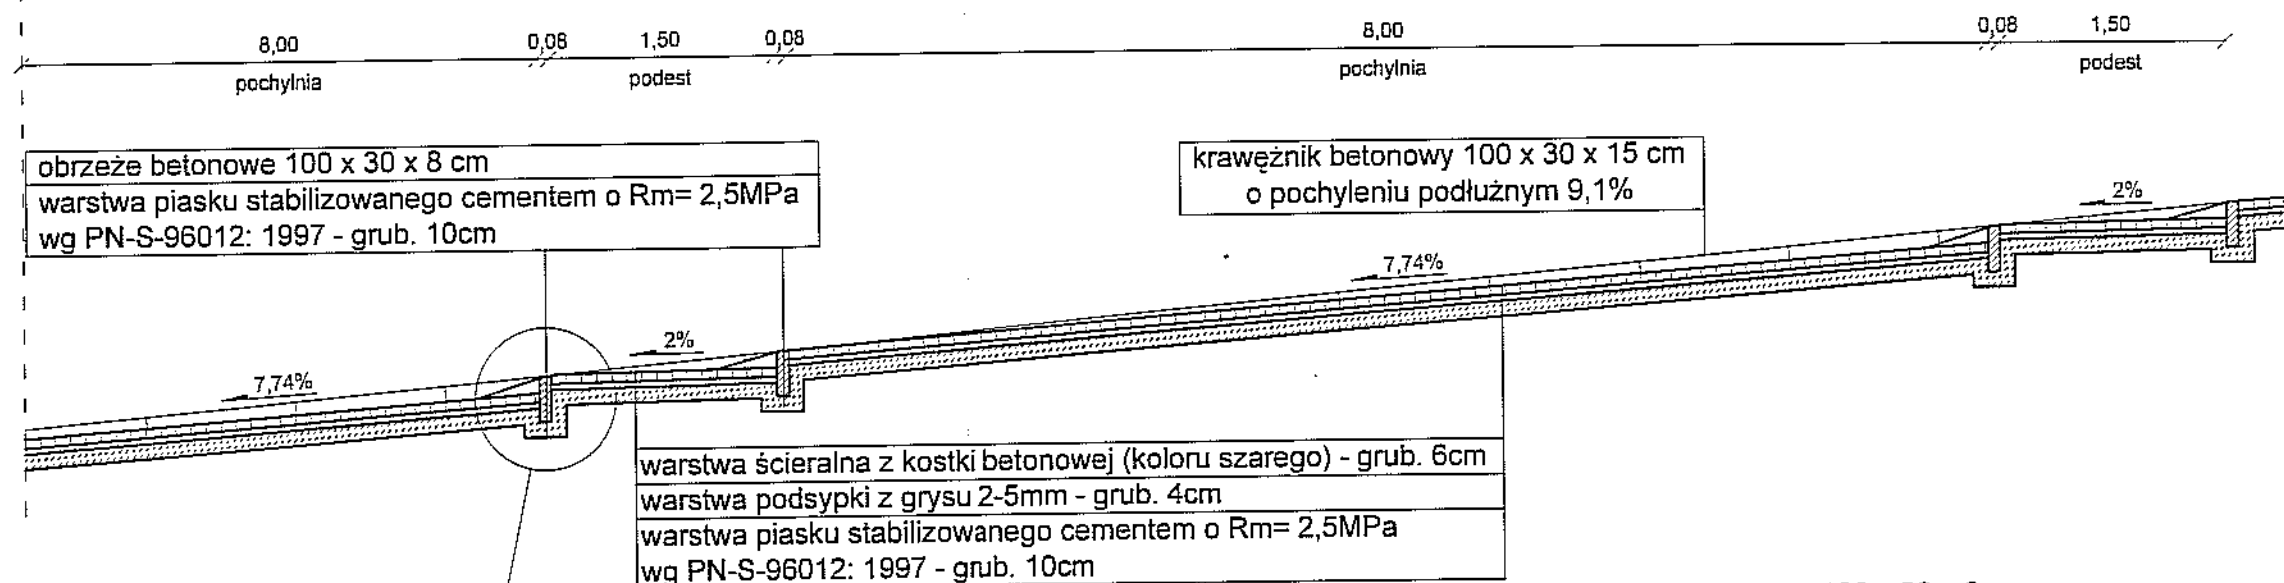 8,00 0,08 1,50 0,08 8,00 0,08 1,50
pochylnia podest pochylnia podest
obrzeże betonowe 100 x 30 x 8 cm
warstwa piasku stabilizowanego cementem o Rm= 2,5MPa
wg PN-S-96012: 1997 - grub. 10cm
krawężnik betonowy 100 x 30 x 15 cm
o pochyleniu podłużnym 9,1%
2%
7,74%
2%
7,74%
warstwa ścieralna z kostki betonowej (koloru szarego) - grub. 6cm
warstwa podsypki z grysu 2-5mm - grub. 4cm
warstwa piasku stabilizowanego cementem o Rm= 2,5MPa
wg PN-S-96012: 1997 - grub. 10cm